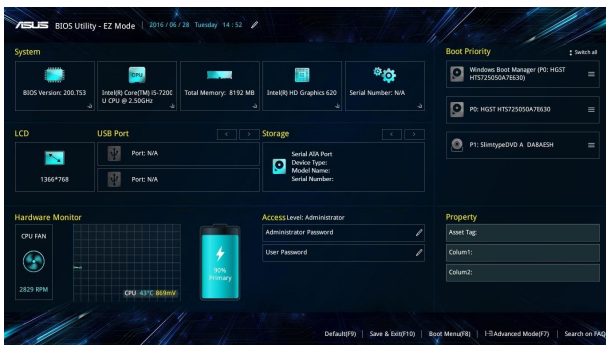 ASUS BIOS Utility - EZ Mode 2016 / 06 / 28 Tuesday 14 : 52
System
BIOS Version: 200.T53
CPU
Intel(R) Core(TM) i5-7200
U CPU @ 2.50GHz
Total Memory: 8192 MB
Intel(R) HD Graphics 620
Serial Number: N/A
Boot Priority
Switch all
Windows Boot Manager (P0: HGST
HTS725050A7E630)
P0: HGST HTS725050A7E630
P1: SlimtypeDVD A DA8AESH
LCD
1366*768
USB Port
Port: N/A
Port: N/A
Storage
Serial ATA Port
Device Type:
Model Name:
Serial Number:
Hardware Monitor
CPU FAN
2829 RPM
CPU 43°C 869mV
90%
Primary
Access Level: Administrator
Administrator Password
User Password
Property
Asset Tag:
Colum1:
Colum2:
Default(F9) | Save & Exit(F10) | Boot Menu(F8) | Advanced Mode(F7) | Search on FAQ